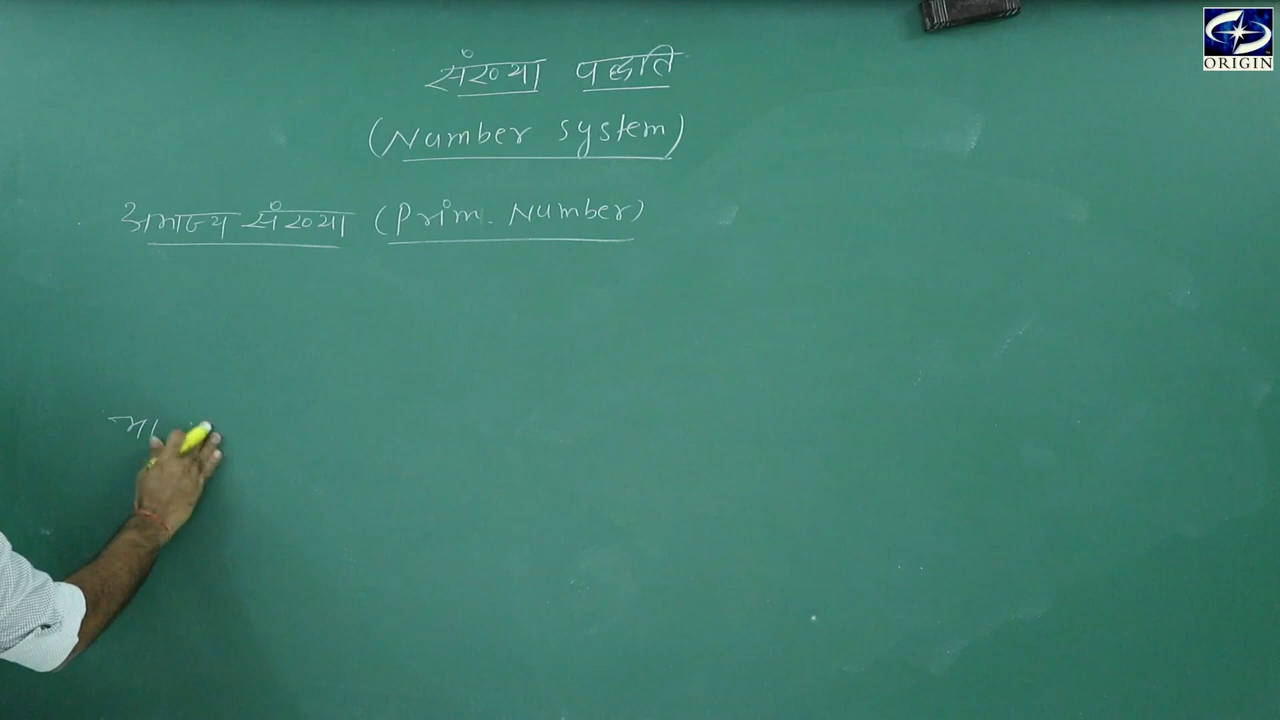 संख्या पद्धति
(Number system)
अभाज्य संख्या (Prim. Number)
ORIGIN